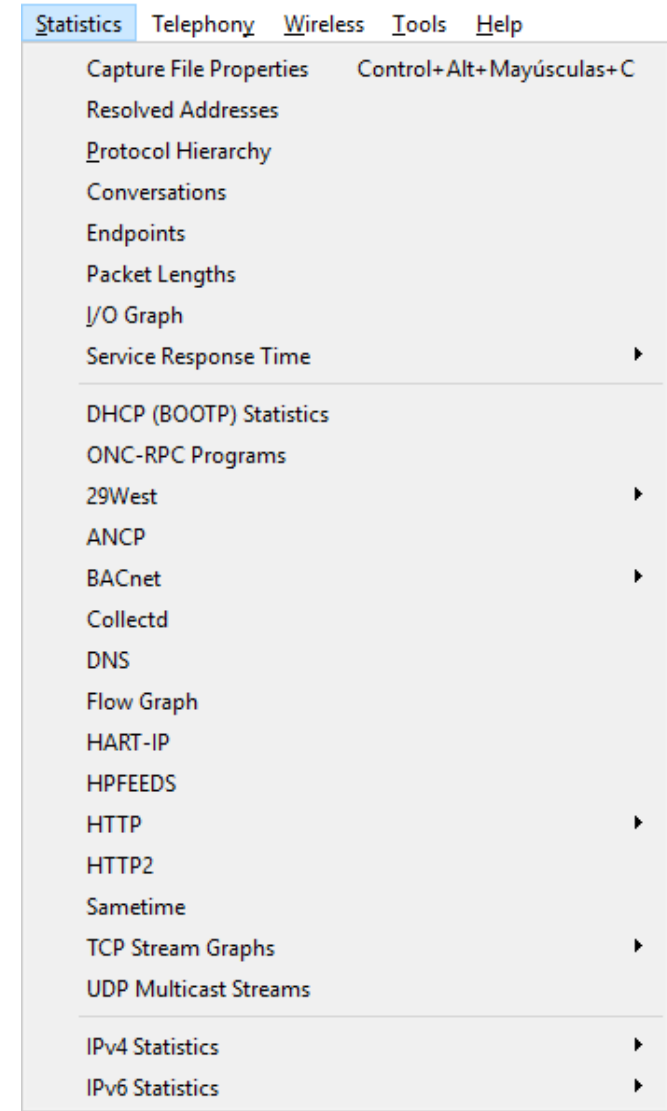 Statistics Telephony Wireless Tools Help
Capture File Properties Control+Alt+Mayúsculas+C
Resolved Addresses
Protocol Hierarchy
Conversations
Endpoints
Packet Lengths
I/O Graph
Service Response Time
DHCP (BOOTP) Statistics
ONC-RPC Programs
29West
ANCP
BACnet
Collectd
DNS
Flow Graph
HART-IP
HPFEEDS
HTTP
HTTP2
Sametime
TCP Stream Graphs
UDP Multicast Streams
IPv4 Statistics
IPv6 Statistics